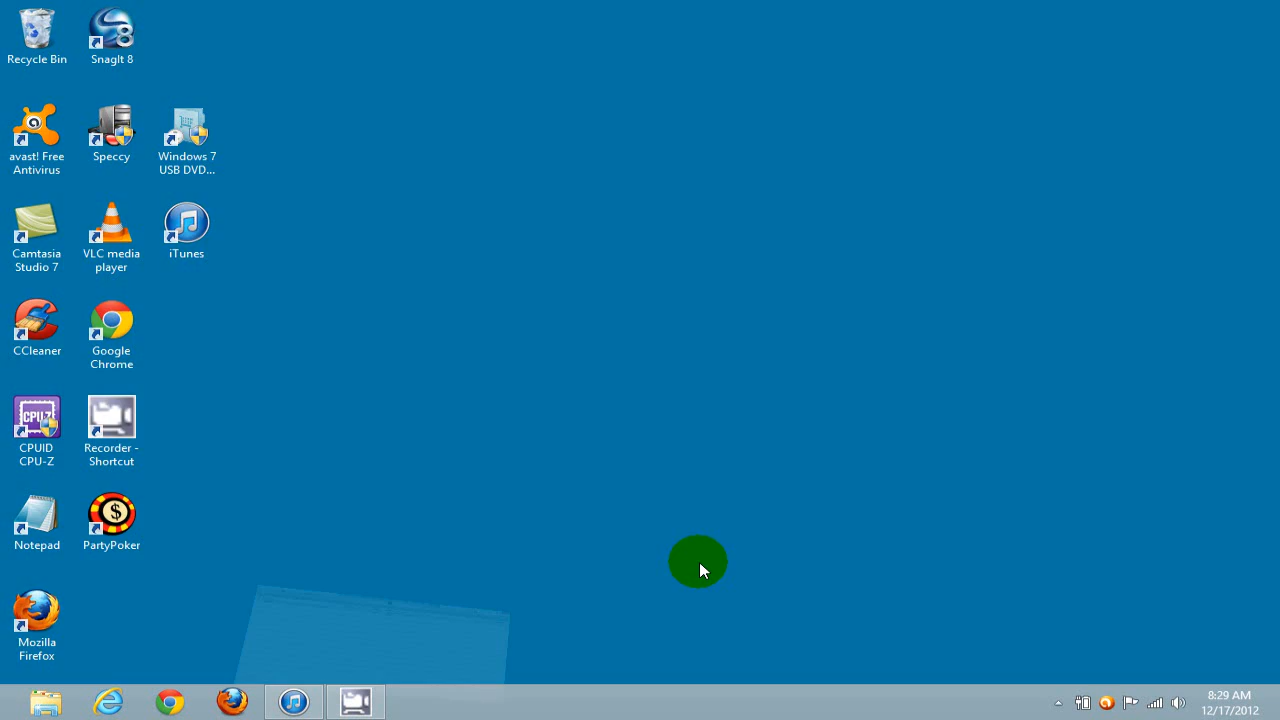 Recycle Bin
SnagIt 8
avast! Free
Antivirus
Speccy
Windows 7
USB DVD...
Camtasia
Studio 7
VLC media
player
iTunes
CCleaner
Google
Chrome
CPU-Z
CPUID
CPU-Z
Recorder -
Shortcut
Notepad
PartyPoker
Mozilla
Firefox
8:29 AM
12/17/2012